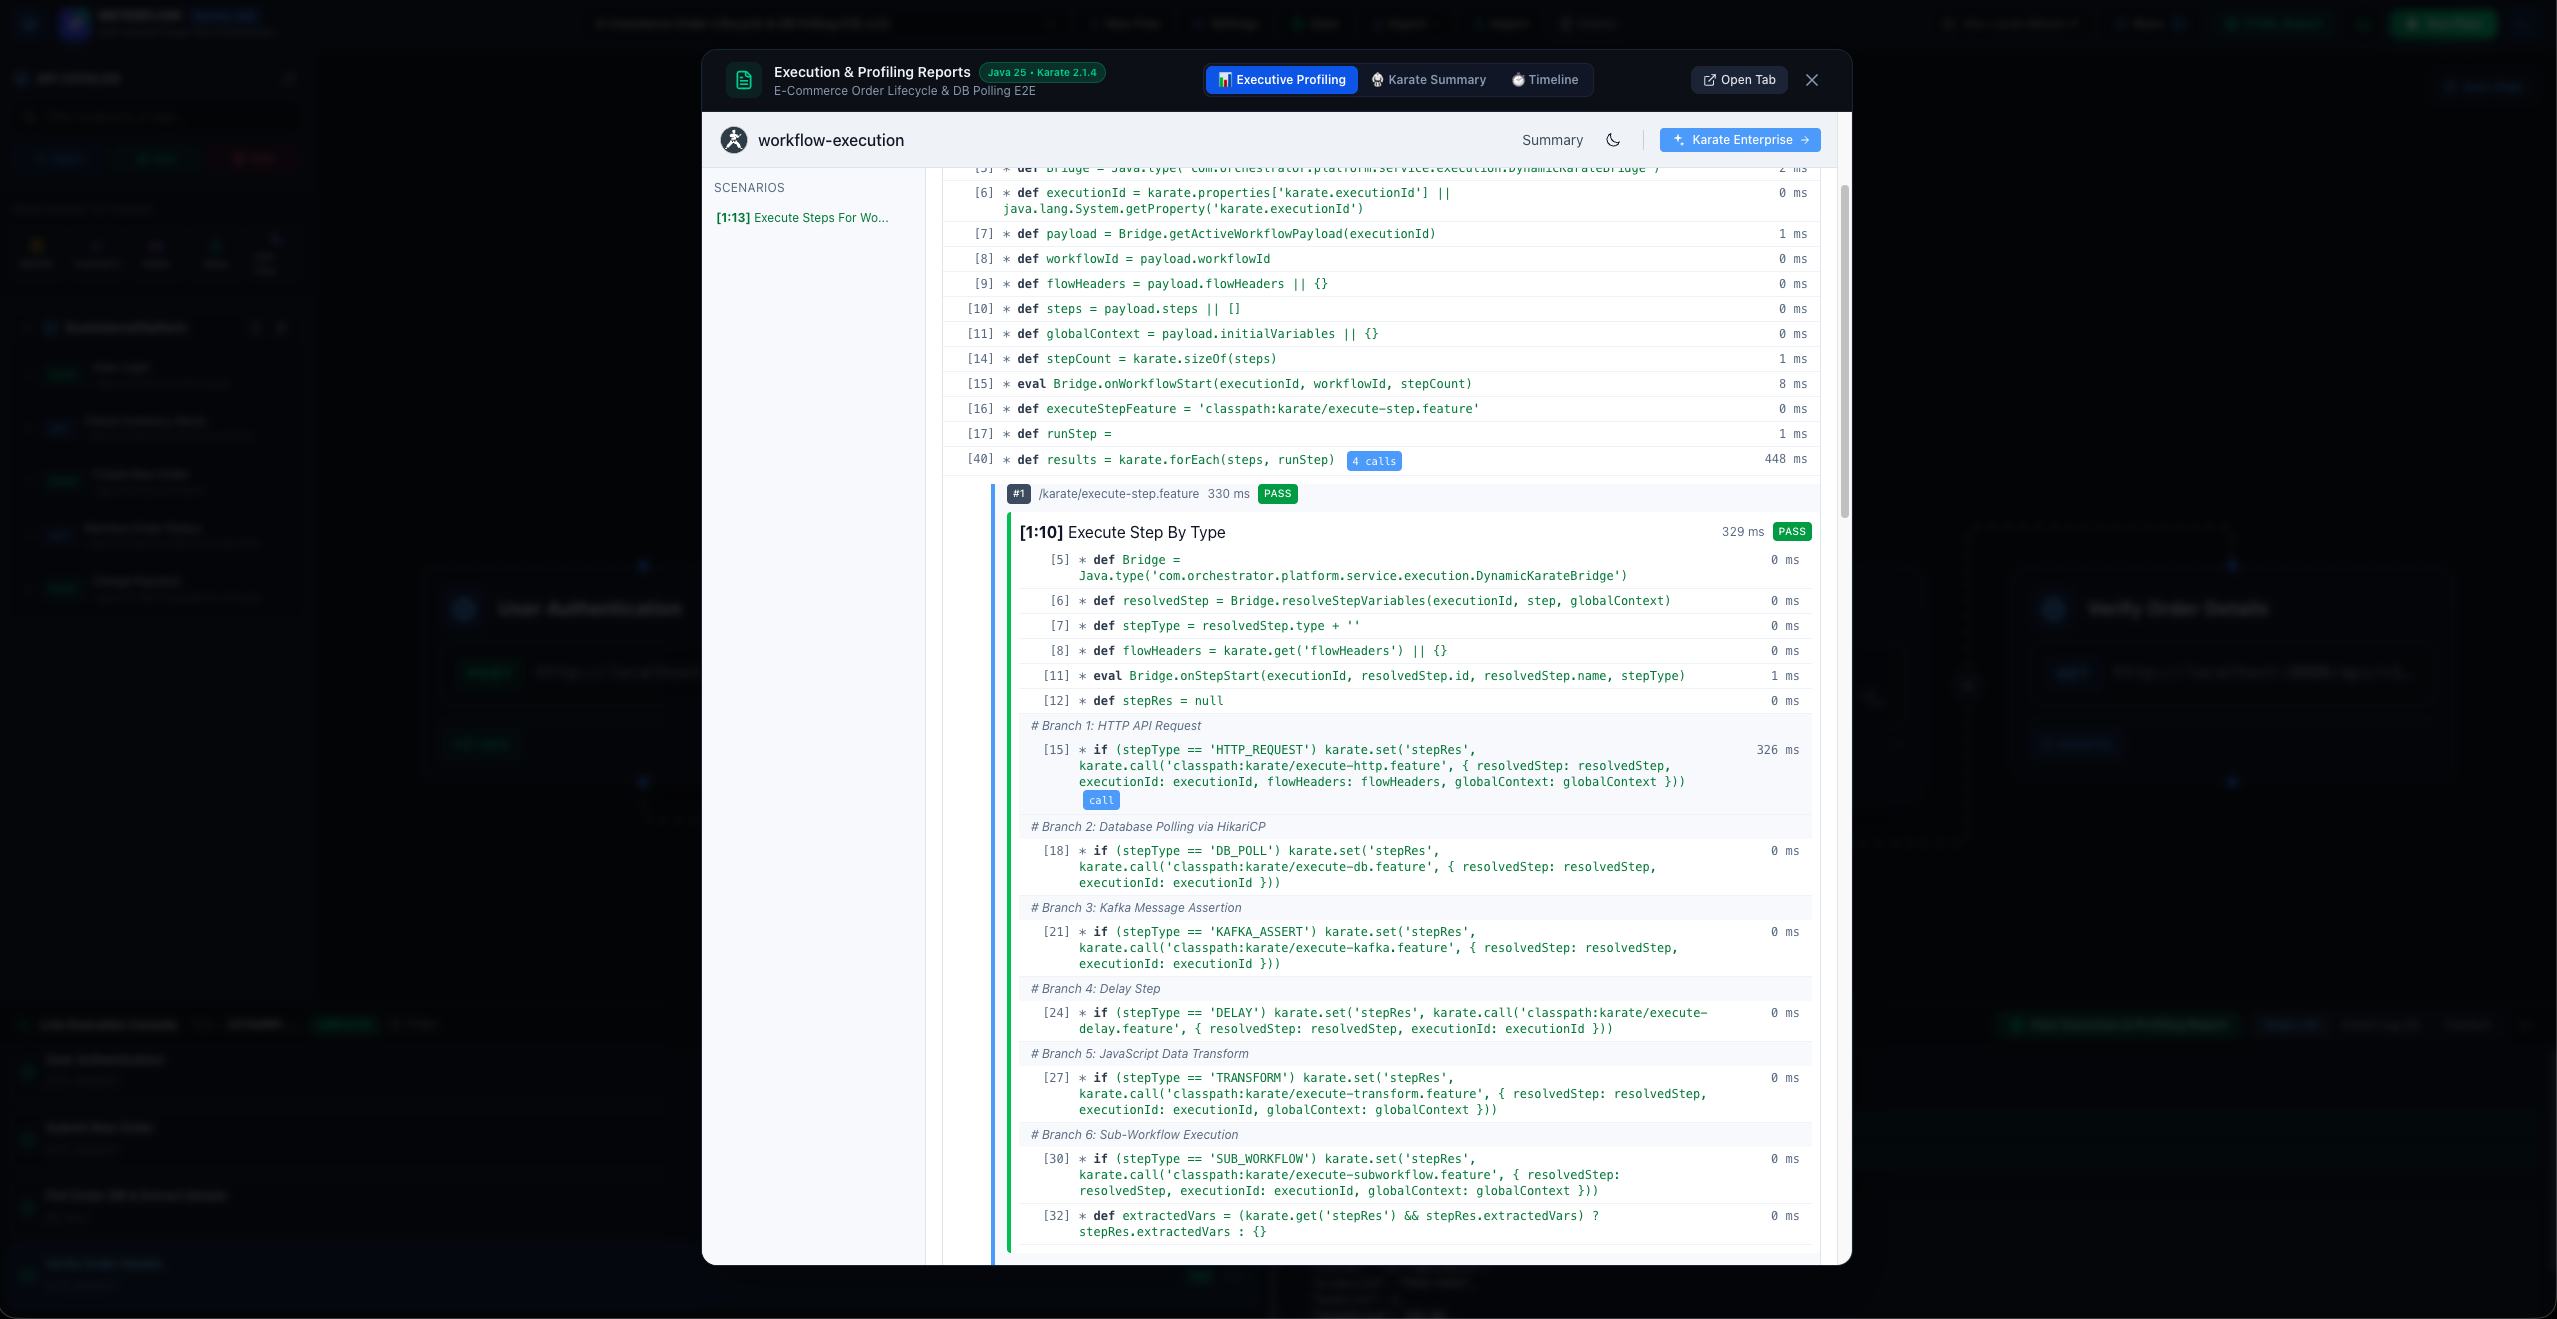 Execution & Profiling Reports
Java 25 • Karate 2.1.4
E-Commerce Order Lifecycle & DB Polling E2E
Executive Profiling
Karate Summary
Timeline
Open Tab
workflow-execution
Summary
Karate Enterprise →
SCENARIOS
[1:13] Execute Steps For Wo...
[5] * def Bridge = Java.type('com.orchestrator.platform.service.execution.DynamicKarateBridge') 2 ms
[6] * def executionId = karate.properties['karate.executionId'] || 0 ms
java.lang.System.getProperty('karate.executionId')
[7] * def payload = Bridge.getActiveWorkflowPayload(executionId) 1 ms
[8] * def workflowId = payload.workflowId 0 ms
[9] * def flowHeaders = payload.flowHeaders || {} 0 ms
[10] * def steps = payload.steps || [] 0 ms
[11] * def globalContext = payload.initialVariables || {} 0 ms
[14] * def stepCount = karate.sizeOf(steps) 1 ms
[15] * eval Bridge.onWorkflowStart(executionId, workflowId, stepCount) 8 ms
[16] * def executeStepFeature = 'classpath:karate/execute-step.feature' 0 ms
[17] * def runStep = 1 ms
[40] * def results = karate.forEach(steps, runStep) 4 calls 448 ms
#1 /karate/execute-step.feature 330 ms PASS
[1:10] Execute Step By Type 329 ms PASS
[5] * def Bridge = 0 ms
Java.type('com.orchestrator.platform.service.execution.DynamicKarateBridge')
[6] * def resolvedStep = Bridge.resolveStepVariables(executionId, step, globalContext) 0 ms
[7] * def stepType = resolvedStep.type + '' 0 ms
[8] * def flowHeaders = karate.get('flowHeaders') || {} 0 ms
[11] * eval Bridge.onStepStart(executionId, resolvedStep.id, resolvedStep.name, stepType) 1 ms
[12] * def stepRes = null 0 ms
# Branch 1: HTTP API Request
[15] * if (stepType == 'HTTP_REQUEST') karate.set('stepRes', 326 ms
karate.call('classpath:karate/execute-http.feature', { resolvedStep: resolvedStep,
executionId: executionId, flowHeaders: flowHeaders, globalContext: globalContext }))
call
# Branch 2: Database Polling via HikariCP
[18] * if (stepType == 'DB_POLL') karate.set('stepRes', 0 ms
karate.call('classpath:karate/execute-db.feature', { resolvedStep: resolvedStep,
executionId: executionId }))
# Branch 3: Kafka Message Assertion
[21] * if (stepType == 'KAFKA_ASSERT') karate.set('stepRes', 0 ms
karate.call('classpath:karate/execute-kafka.feature', { resolvedStep: resolvedStep,
executionId: executionId }))
# Branch 4: Delay Step
[24] * if (stepType == 'DELAY') karate.set('stepRes', karate.call('classpath:karate/execute- 0 ms
delay.feature', { resolvedStep: resolvedStep, executionId: executionId }))
# Branch 5: JavaScript Data Transform
[27] * if (stepType == 'TRANSFORM') karate.set('stepRes', 0 ms
karate.call('classpath:karate/execute-transform.feature', { resolvedStep: resolvedStep,
executionId: executionId, globalContext: globalContext }))
# Branch 6: Sub-Workflow Execution
[30] * if (stepType == 'SUB_WORKFLOW') karate.set('stepRes', 0 ms
karate.call('classpath:karate/execute-subworkflow.feature', { resolvedStep:
resolvedStep, executionId: executionId, globalContext: globalContext }))
[32] * def extractedVars = (karate.get('stepRes') && stepRes.extractedVars) ? 0 ms
stepRes.extractedVars : {}
User Authentication
Verify Order Details